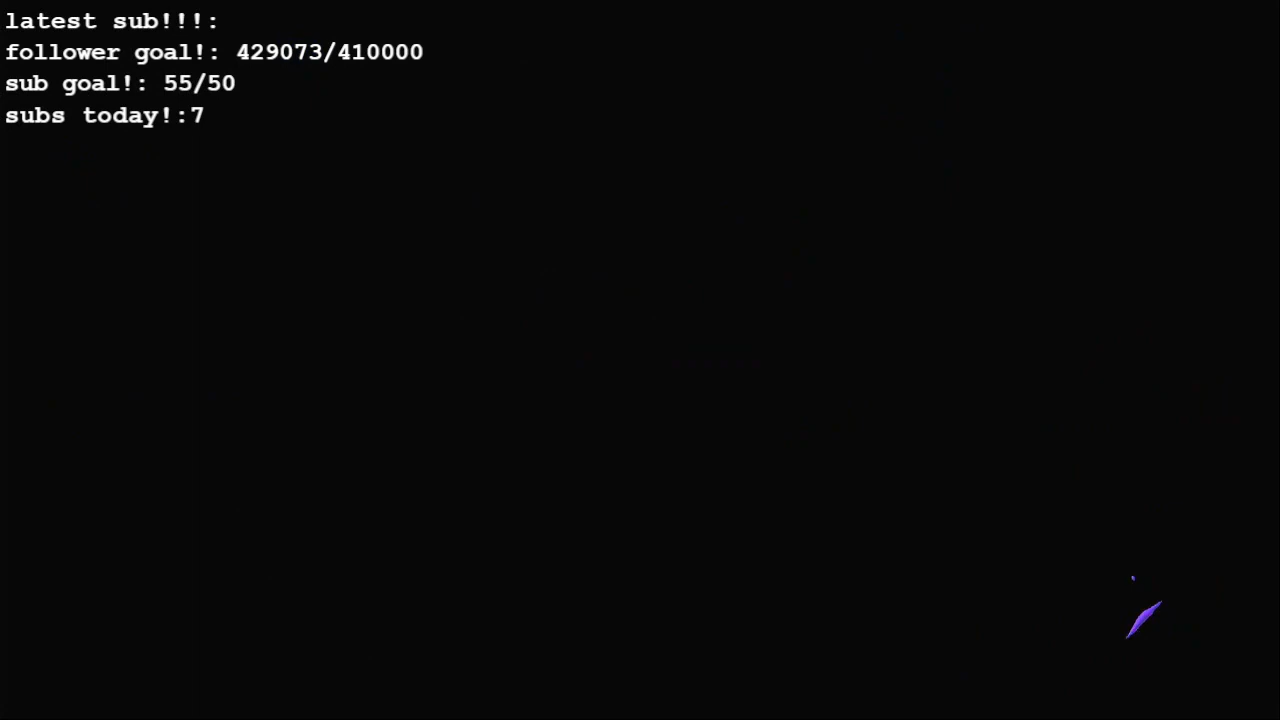 latest sub!!!:
follower goal!: 429073/410000
sub goal!: 55/50
subs today!:7